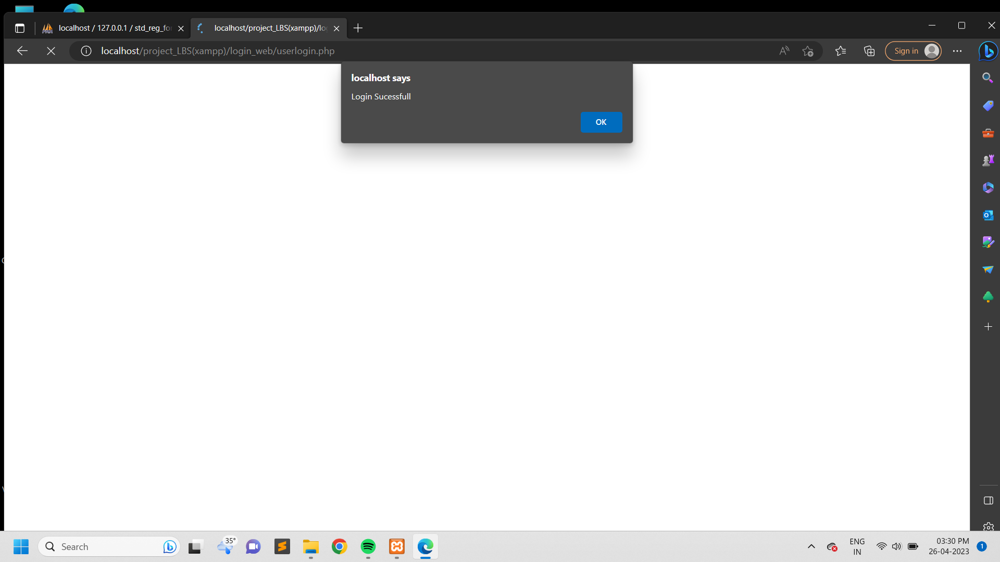 localhost / 127.0.0.1 / std_reg_for
localhost/project_LBS(xampp)/lo
localhost/project_LBS(xampp)/login_web/userlogin.php
Sign in
localhost says
Login Sucessfull
OK
Search
35°
ENG
IN
03:30 PM
26-04-2023
1